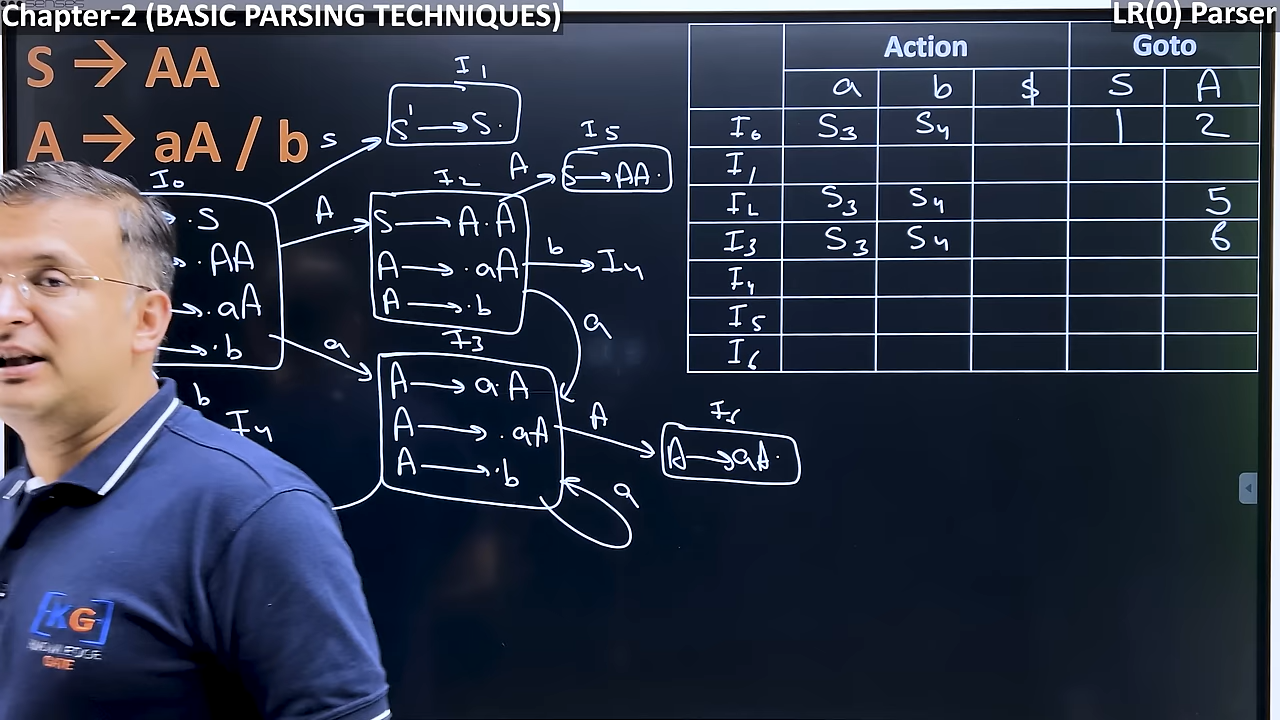 Chapter-2 (BASIC PARSING TECHNIQUES)
LR(0) Parser
S → AA
A → aA / b
I0
→ .S
→ .AA
→ .aA
→ .b
S
I1
S' → S.
A
I2
S → A.A
A → .aA
A → .b
A
I5
S → AA.
b → I4
a
a
I3
A → a.A
A → .aA
A → .b
b
I4
A
A → aA.
a
Action Goto
a b $ S A
I0 S3 S4 1 2
I1
I2 S3 S4 5
I3 S3 S4 6
I4
I5
I6
KG
KNOWLEDGE
GATE